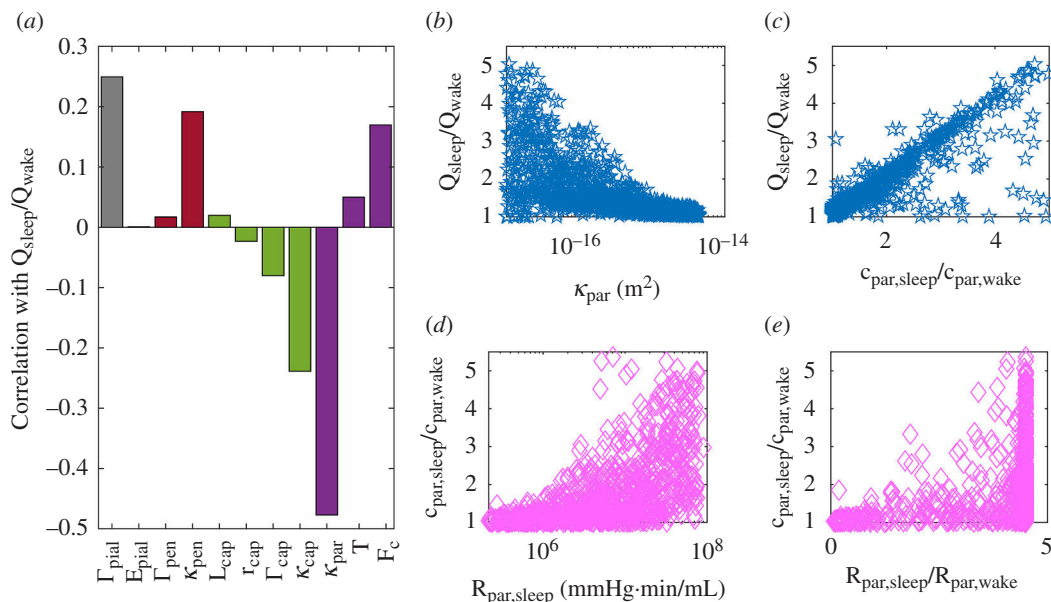 (a)
Correlation with Q_sleep/Q_wake
0.3
0.2
0.1
0
–0.1
–0.2
–0.3
–0.4
–0.5
Γ_pial
E_pial
Γ_pen
κ_pen
L_cap
r_cap
Γ_cap
κ_cap
κ_par
T
F_c
(b)
Q_sleep/Q_wake
5
4
3
2
1
10^–16
10^–14
κ_par (m^2)
(c)
Q_sleep/Q_wake
5
4
3
2
1
2
4
c_par,sleep/c_par,wake
(d)
c_par,sleep/c_par,wake
5
4
3
2
1
10^6
10^8
R_par,sleep (mmHg·min/mL)
(e)
c_par,sleep/c_par,wake
5
4
3
2
1
0
5
R_par,sleep/R_par,wake